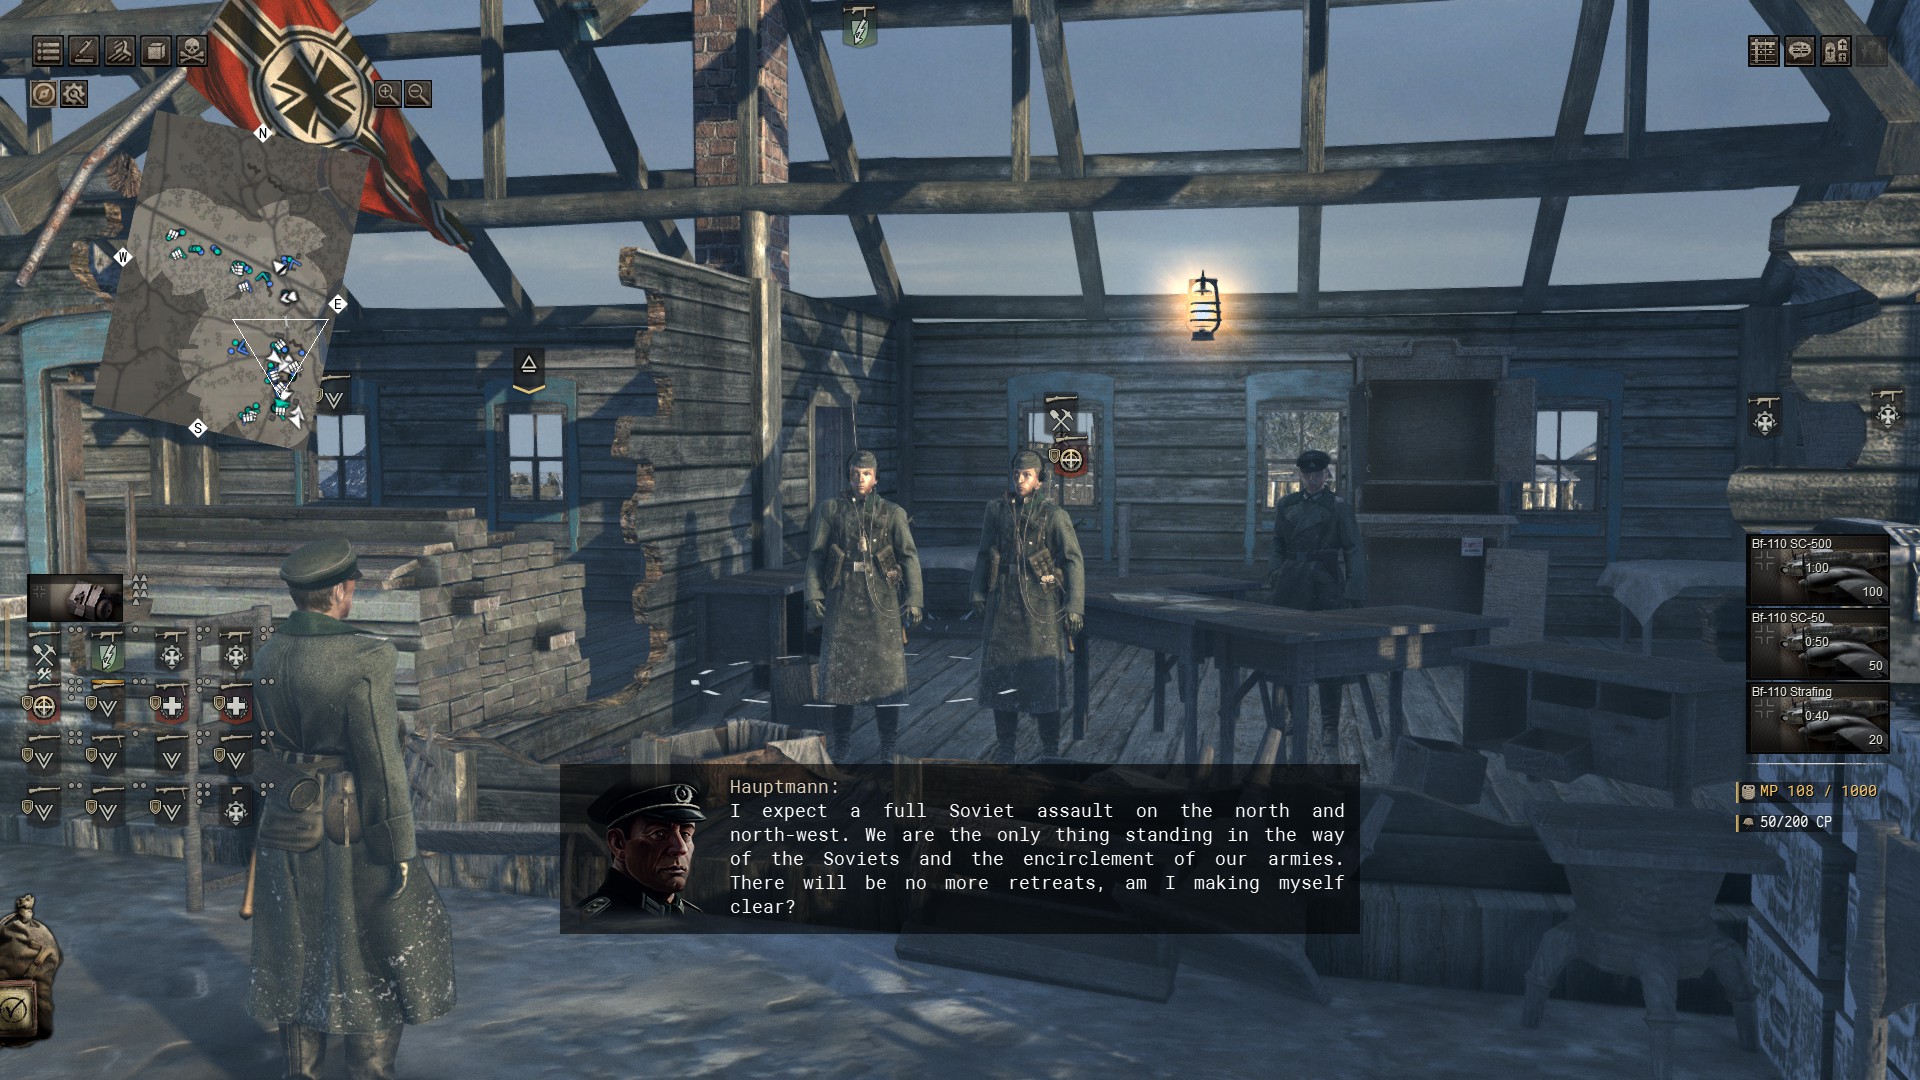 N
W
E
S
Bf-110 SC-500
1:00
100
Bf-110 SC-50
0:50
50
Bf-110 Strafing
0:40
20
MP 108 / 1000
50/200 CP
Hauptmann:
I expect a full Soviet assault on the north and
north-west. We are the only thing standing in the way
of the Soviets and the encirclement of our armies.
There will be no more retreats, am I making myself
clear?